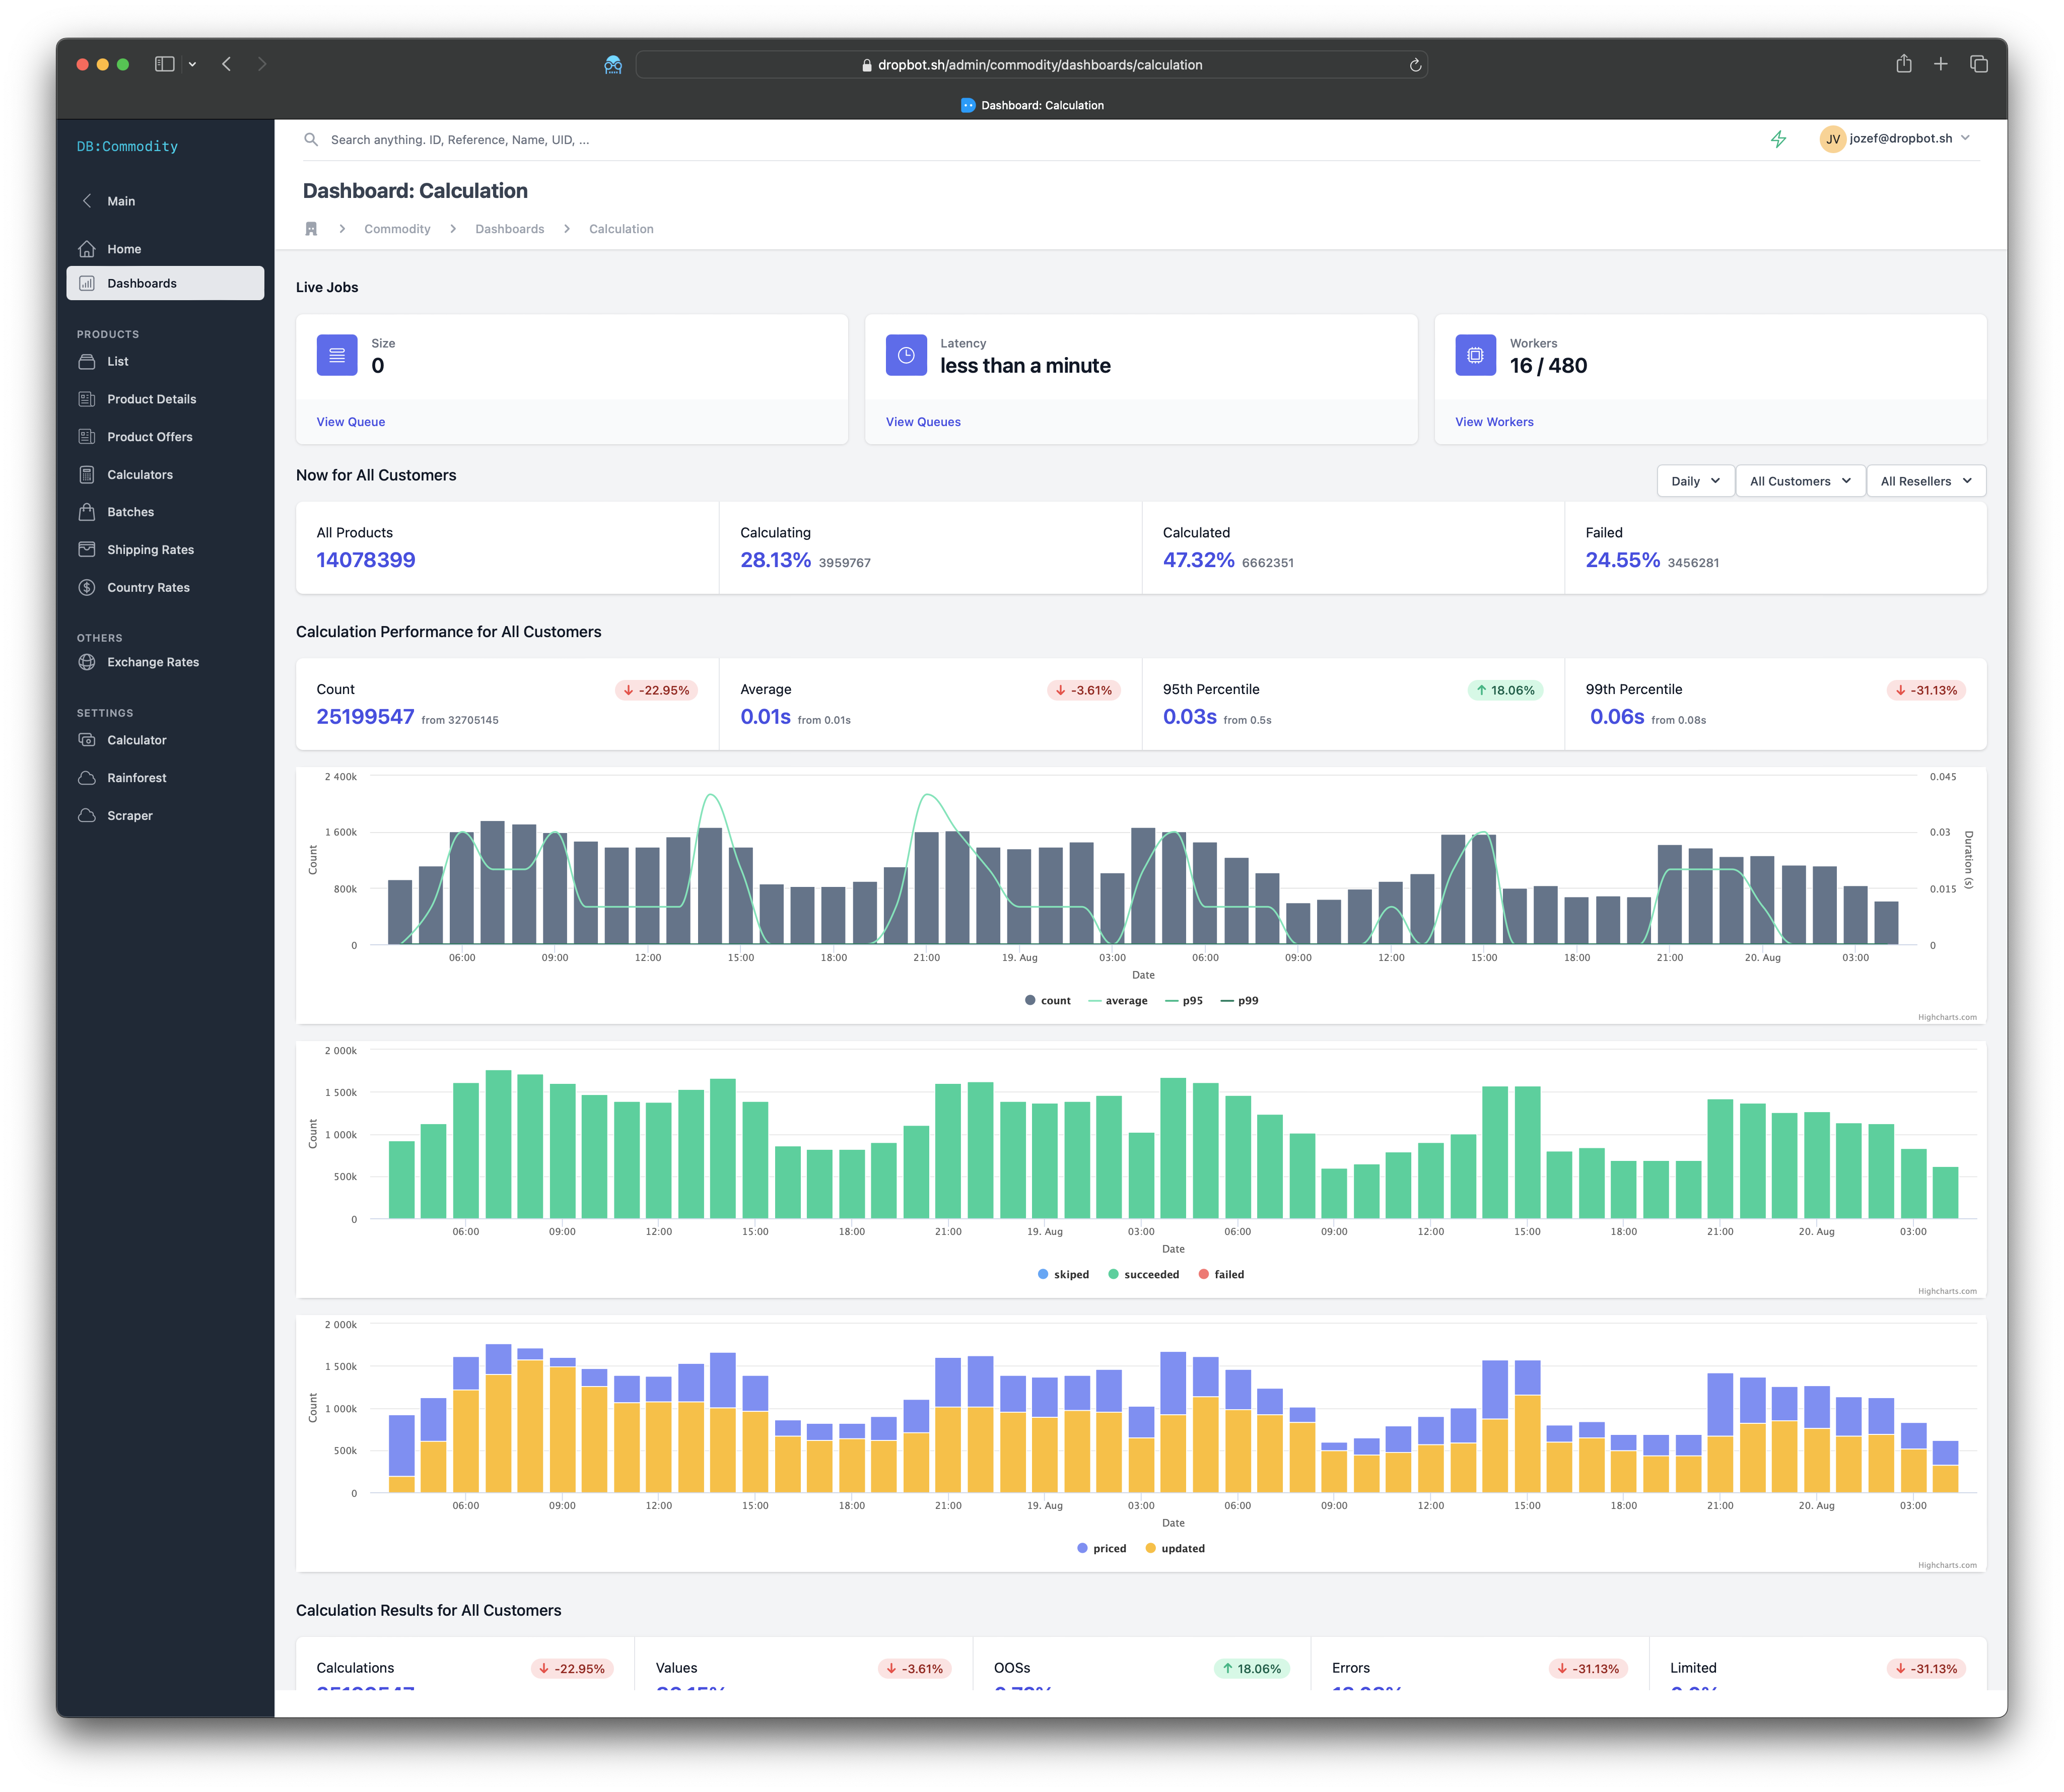 dropbot.sh/admin/commodity/dashboards/calculation
Dashboard: Calculation
DB:Commodity
Main
Home
Dashboards
PRODUCTS
List
Product Details
Product Offers
Calculators
Batches
Shipping Rates
Country Rates
OTHERS
Exchange Rates
SETTINGS
Calculator
Rainforest
Scraper
Search anything. ID, Reference, Name, UID, ...
JV jozef@dropbot.sh
Dashboard: Calculation
Commodity Dashboards Calculation
Live Jobs
Size
0
View Queue
Latency
less than a minute
View Queues
Workers
16 / 480
View Workers
Now for All Customers
Daily All Customers All Resellers
All Products
14078399
Calculating
28.13% 3959767
Calculated
47.32% 6662351
Failed
24.55% 3456281
Calculation Performance for All Customers
Count -22.95%
25199547 from 32705145
Average -3.61%
0.01s from 0.01s
95th Percentile 18.06%
0.03s from 0.5s
99th Percentile -31.13%
0.06s from 0.08s
2 400k 0.045
1 600k 0.03
800k 0.015
0 0
Count
Duration (s)
06:00 09:00 12:00 15:00 18:00 21:00 19. Aug 03:00 06:00 09:00 12:00 15:00 18:00 21:00 20. Aug 03:00
Date
count average p95 p99
Highcharts.com
2 000k
1 500k
1 000k
500k
0
Count
06:00 09:00 12:00 15:00 18:00 21:00 19. Aug 03:00 06:00 09:00 12:00 15:00 18:00 21:00 20. Aug 03:00
Date
skiped succeeded failed
Highcharts.com
2 000k
1 500k
1 000k
500k
0
Count
06:00 09:00 12:00 15:00 18:00 21:00 19. Aug 03:00 06:00 09:00 12:00 15:00 18:00 21:00 20. Aug 03:00
Date
priced updated
Highcharts.com
Calculation Results for All Customers
Calculations -22.95%
Values -3.61%
OOSs 18.06%
Errors -31.13%
Limited -31.13%